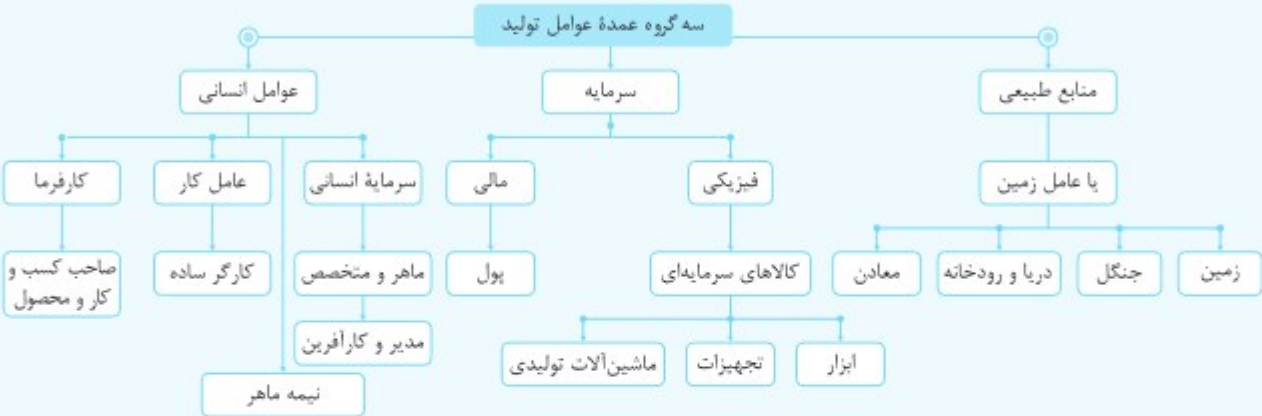 سه گروه عمدهٔ عوامل تولید
منابع طبیعی
سرمایه
عوامل انسانی
یا عامل زمین
فیزیکی
مالی
سرمایهٔ انسانی
عامل کار
کارفرما
زمین
جنگل
دریا و رودخانه
معادن
کالاهای سرمایه‌ای
پول
ماهر و متخصص
کارگر ساده
صاحب کسب و
کار و محصول
ابزار
تجهیزات
ماشین‌آلات تولیدی
مدیر و کارآفرین
نیمه ماهر